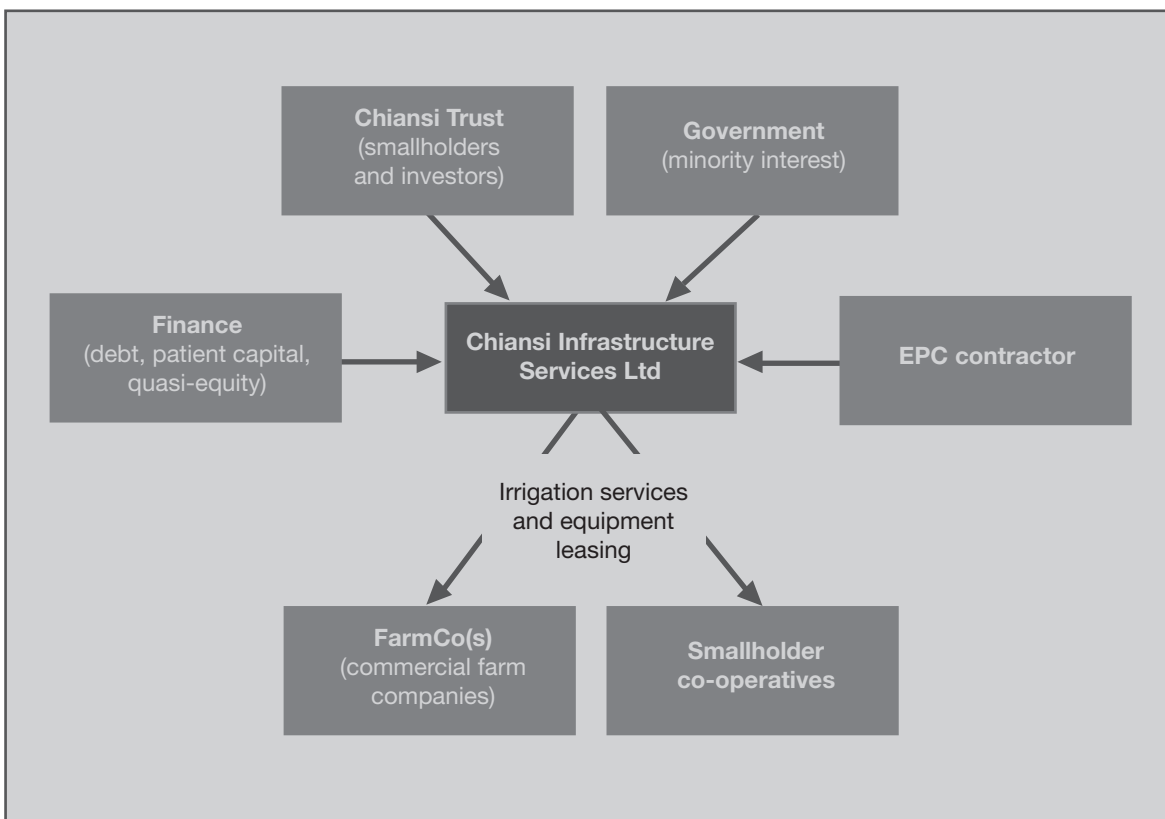 Chiansi Trust
(smallholders
and investors)
Government
(minority interest)
Finance
(debt, patient capital,
quasi-equity)
Chiansi Infrastructure
Services Ltd
EPC contractor
Irrigation services
and equipment
leasing
FarmCo(s)
(commercial farm
companies)
Smallholder
co-operatives